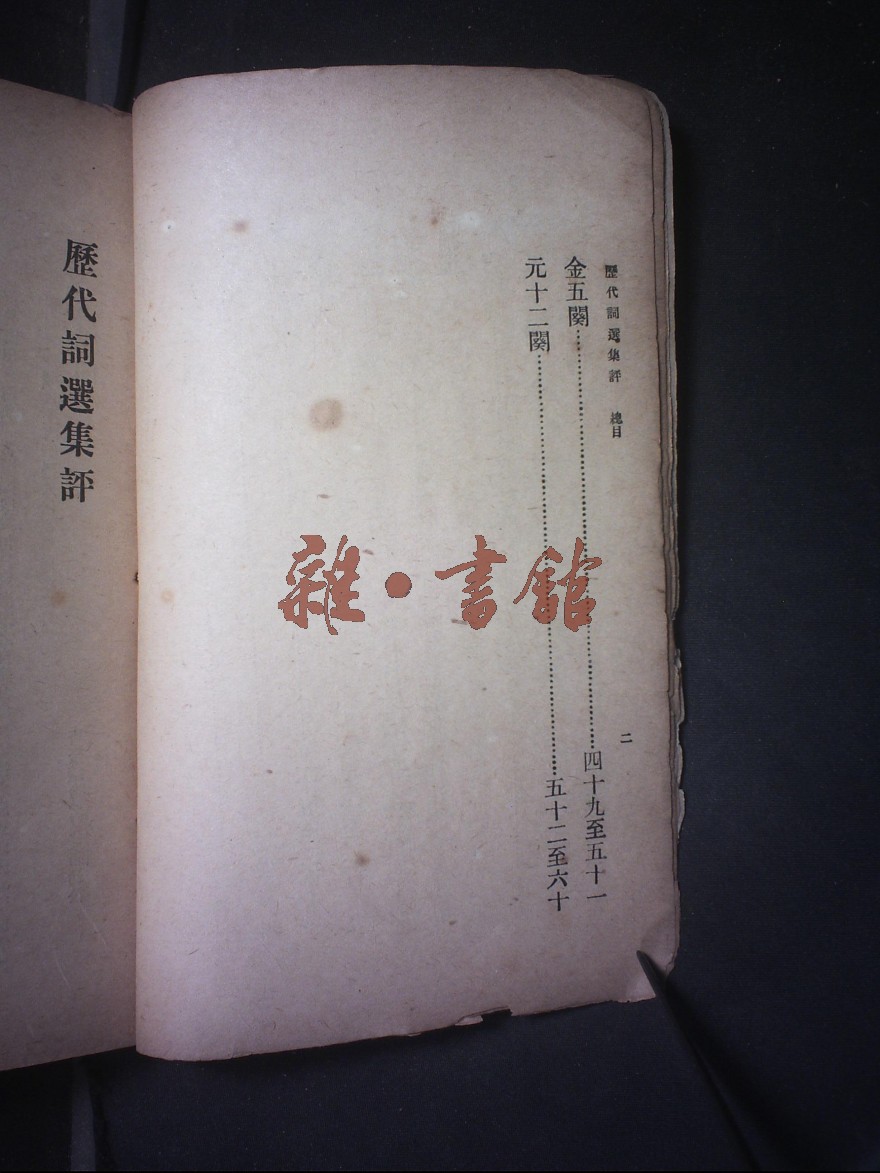 歷代詞選集評 總目 二
金五闋……四十九至五十一
元十二闋……五十二至六十
歷代詞選集評
雜·書館